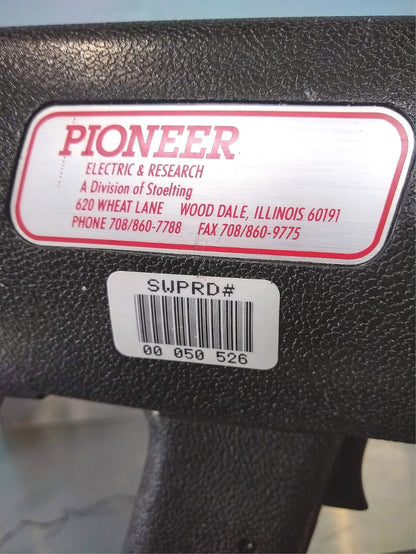 PIONEER
ELECTRIC & RESEARCH
A Division of Stoelting
620 WHEAT LANE WOOD DALE, ILLINOIS 60191
PHONE 708/860-7788 FAX 708/860-9775
SWPRD#
00 050 526